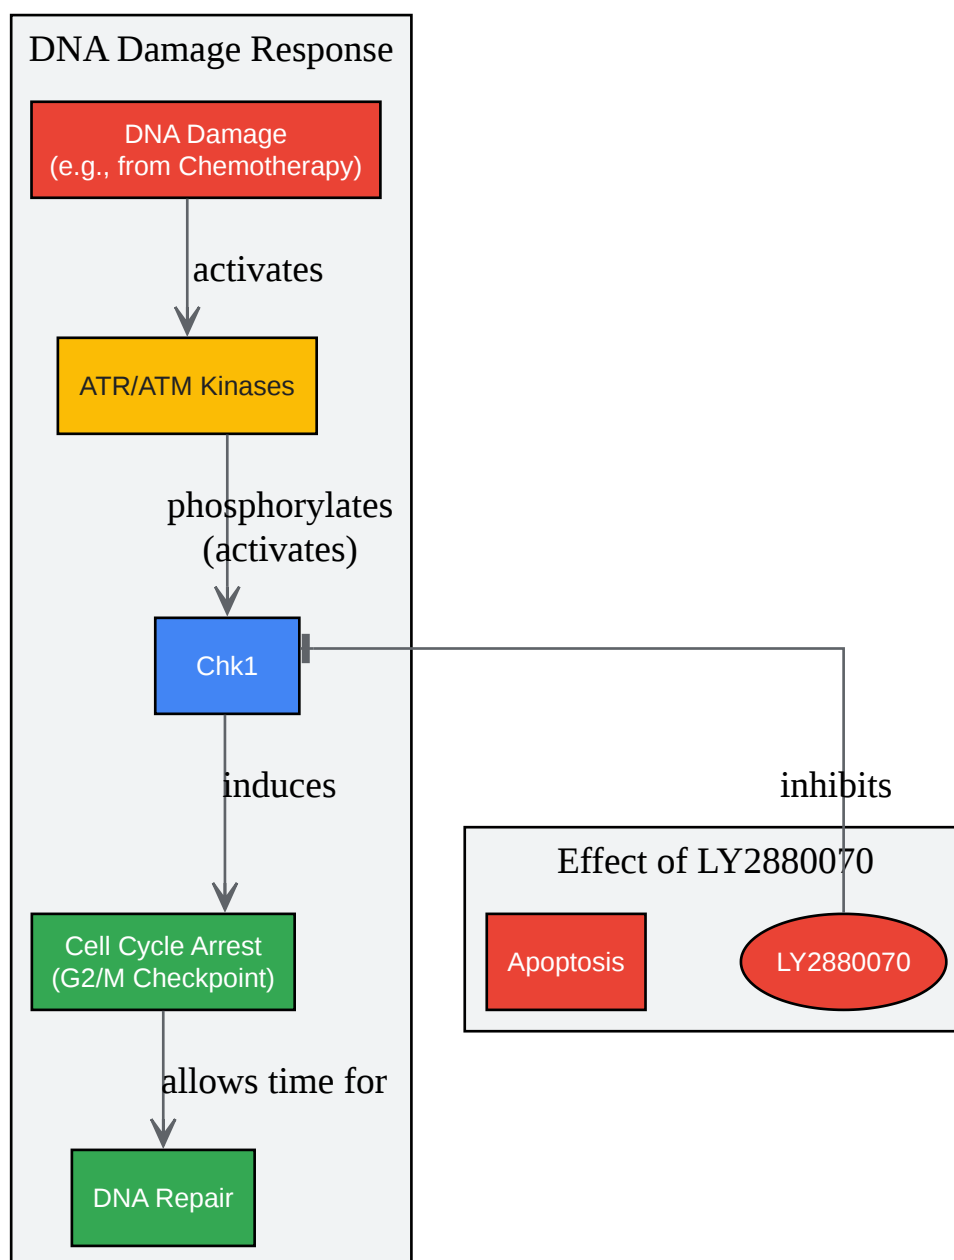 DNA Damage Response
DNA Damage
(e.g., from Chemotherapy)
activates
ATR/ATM Kinases
phosphorylates
(activates)
Chk1
induces
inhibits
Effect of LY2880070
Cell Cycle Arrest
(G2/M Checkpoint)
Apoptosis
LY2880070
allows time for
DNA Repair